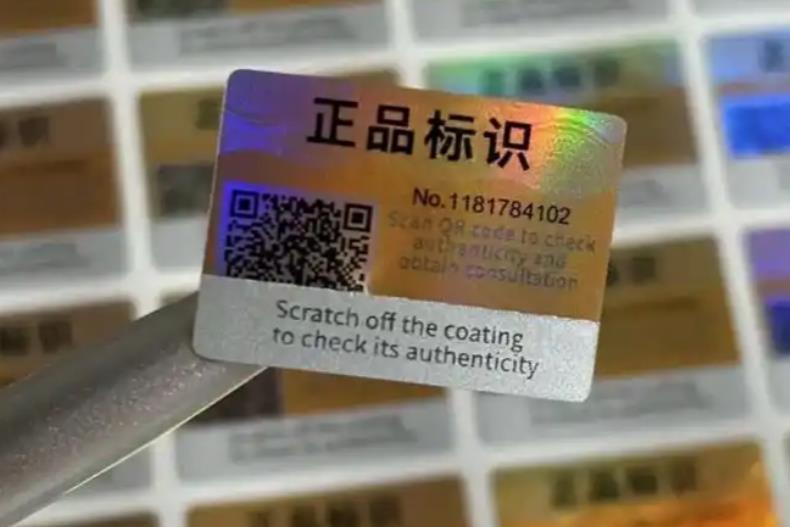 正品标识
No.1181784102
Scan QR code to check
authenticity and
obtain consultation
Scratch off the coating
to check its authenticity